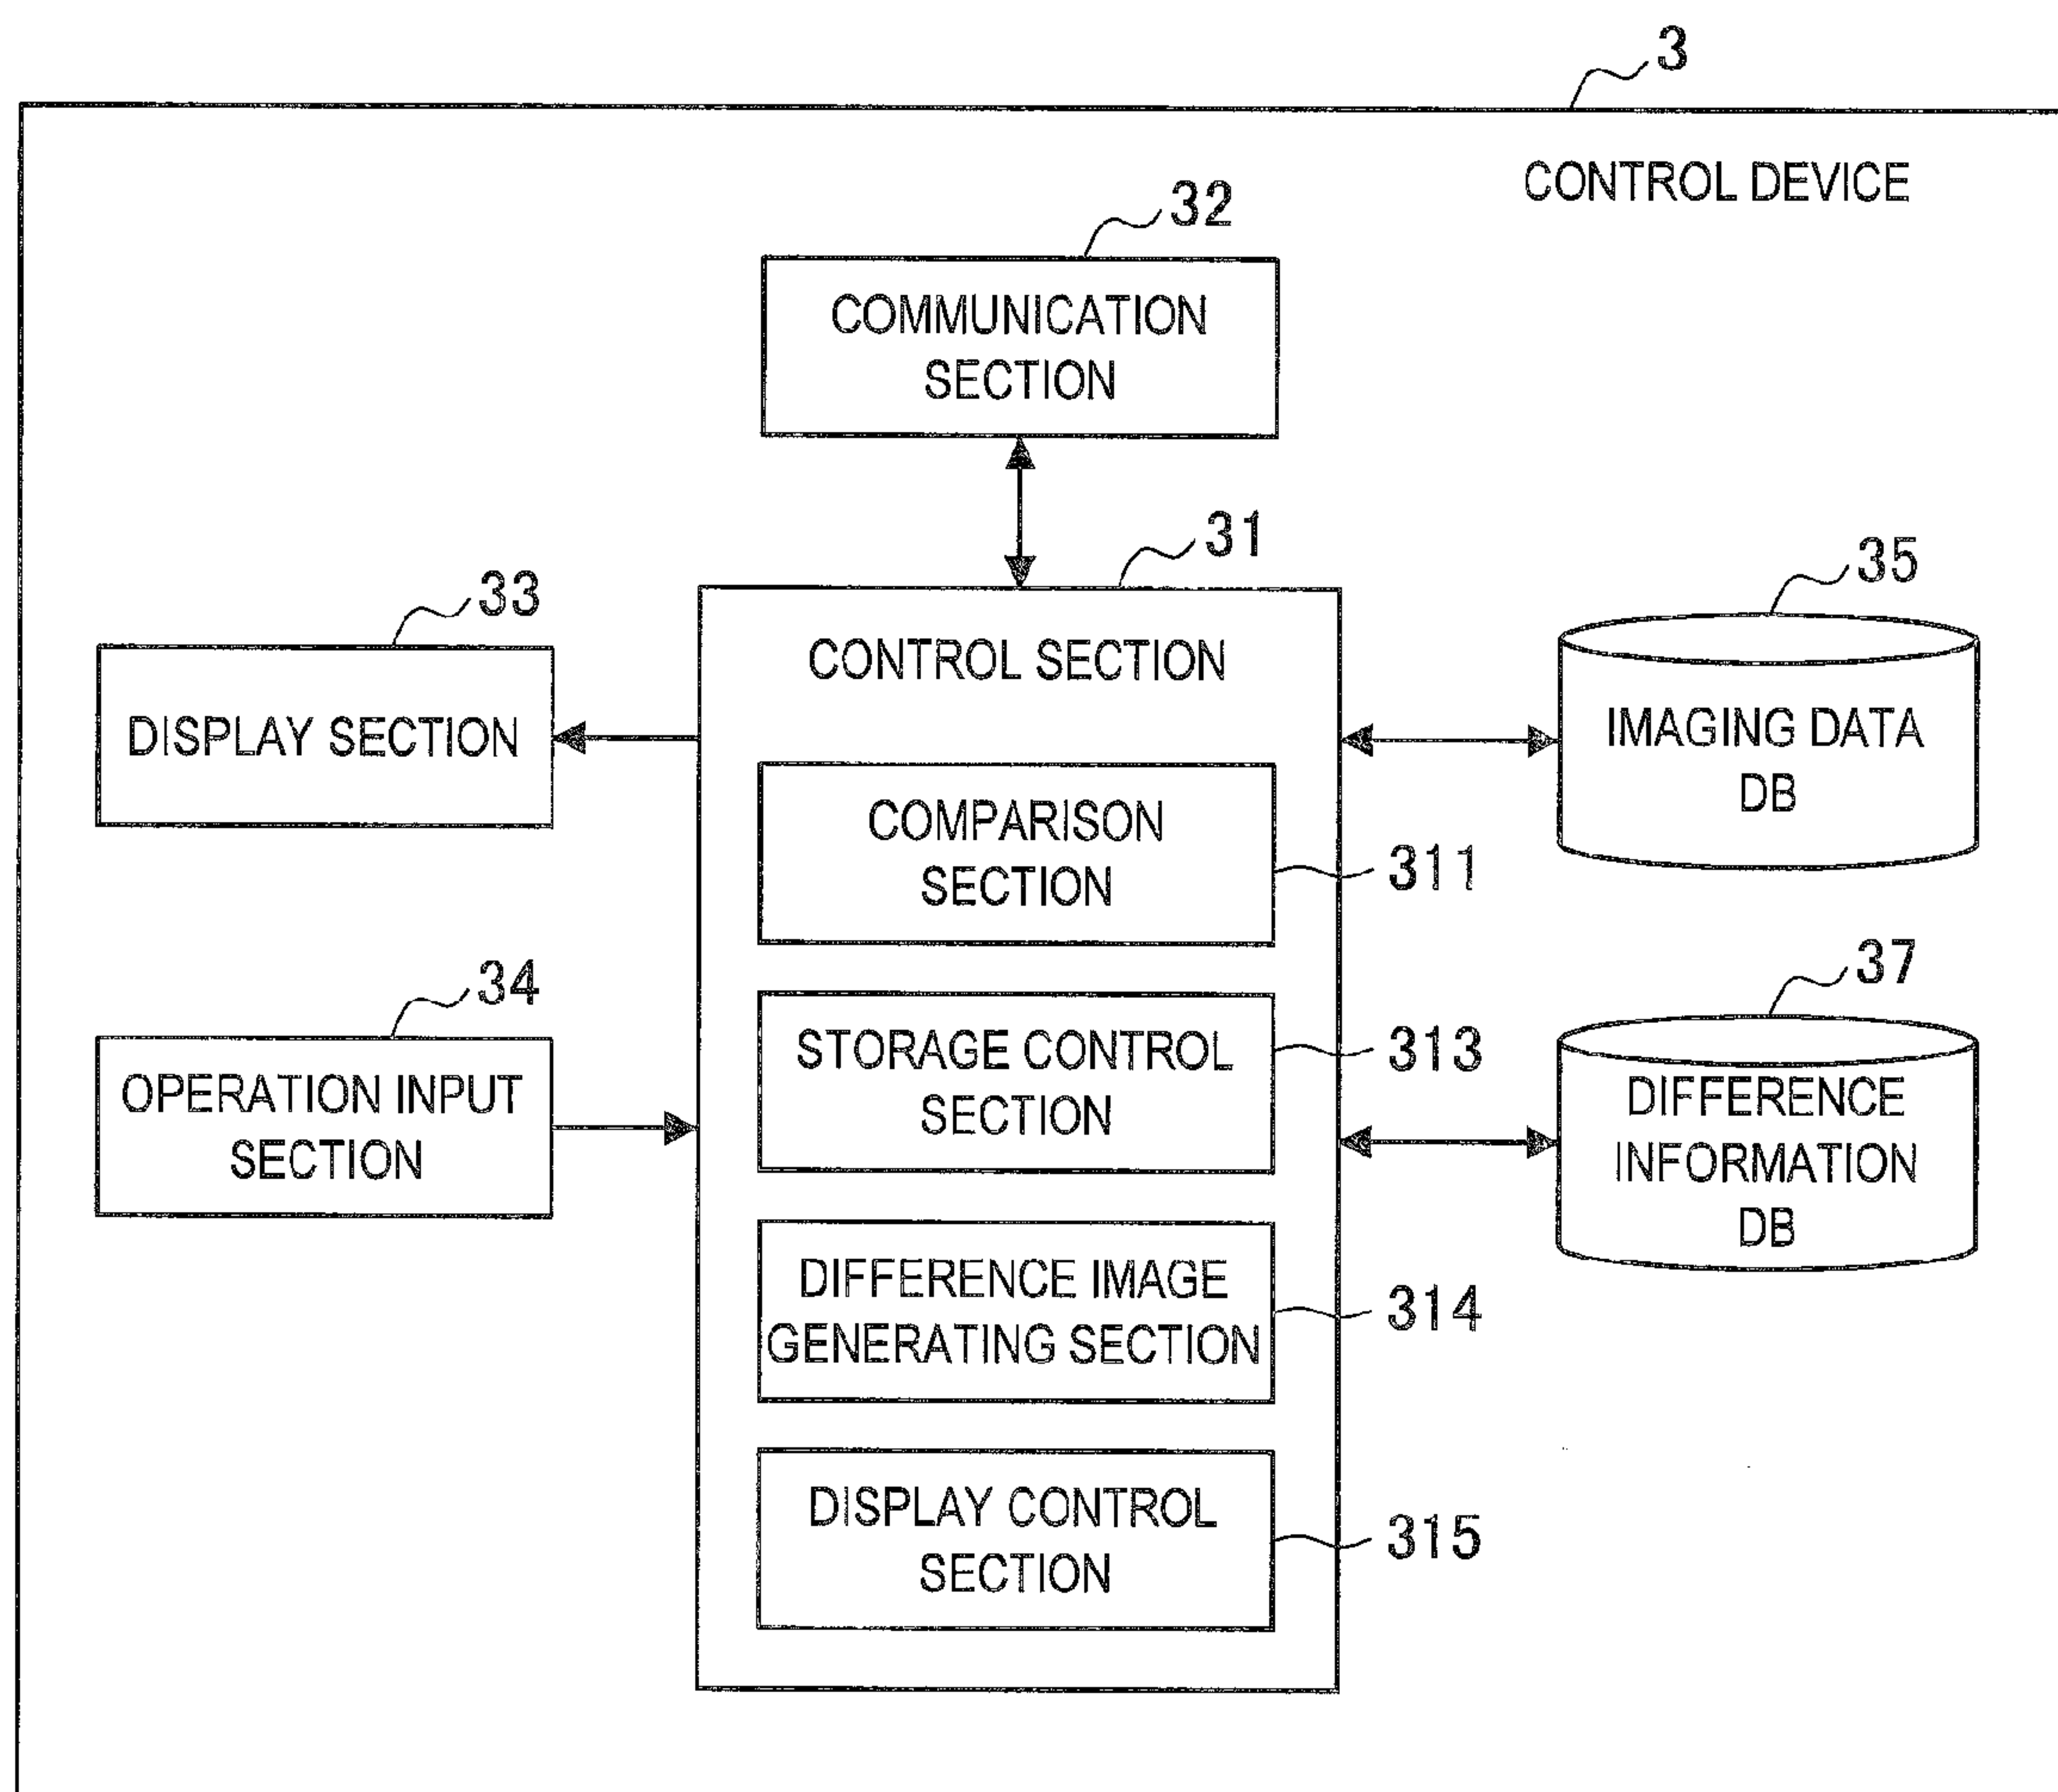 3
CONTROL DEVICE
32
COMMUNICATION
SECTION
31
CONTROL SECTION
33
DISPLAY SECTION
35
IMAGING DATA
DB
COMPARISON
SECTION
311
34
OPERATION INPUT
SECTION
STORAGE CONTROL
SECTION
313
37
DIFFERENCE
INFORMATION
DB
DIFFERENCE IMAGE
GENERATING SECTION
314
DISPLAY CONTROL
SECTION
315